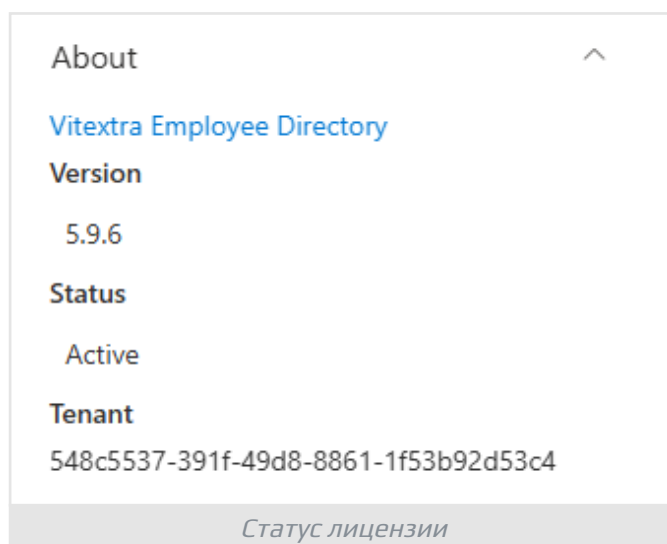 About
Vitextra Employee Directory
Version
5.9.6
Status
Active
Tenant
548c5537-391f-49d8-8861-1f53b92d53c4
Статус лицензии